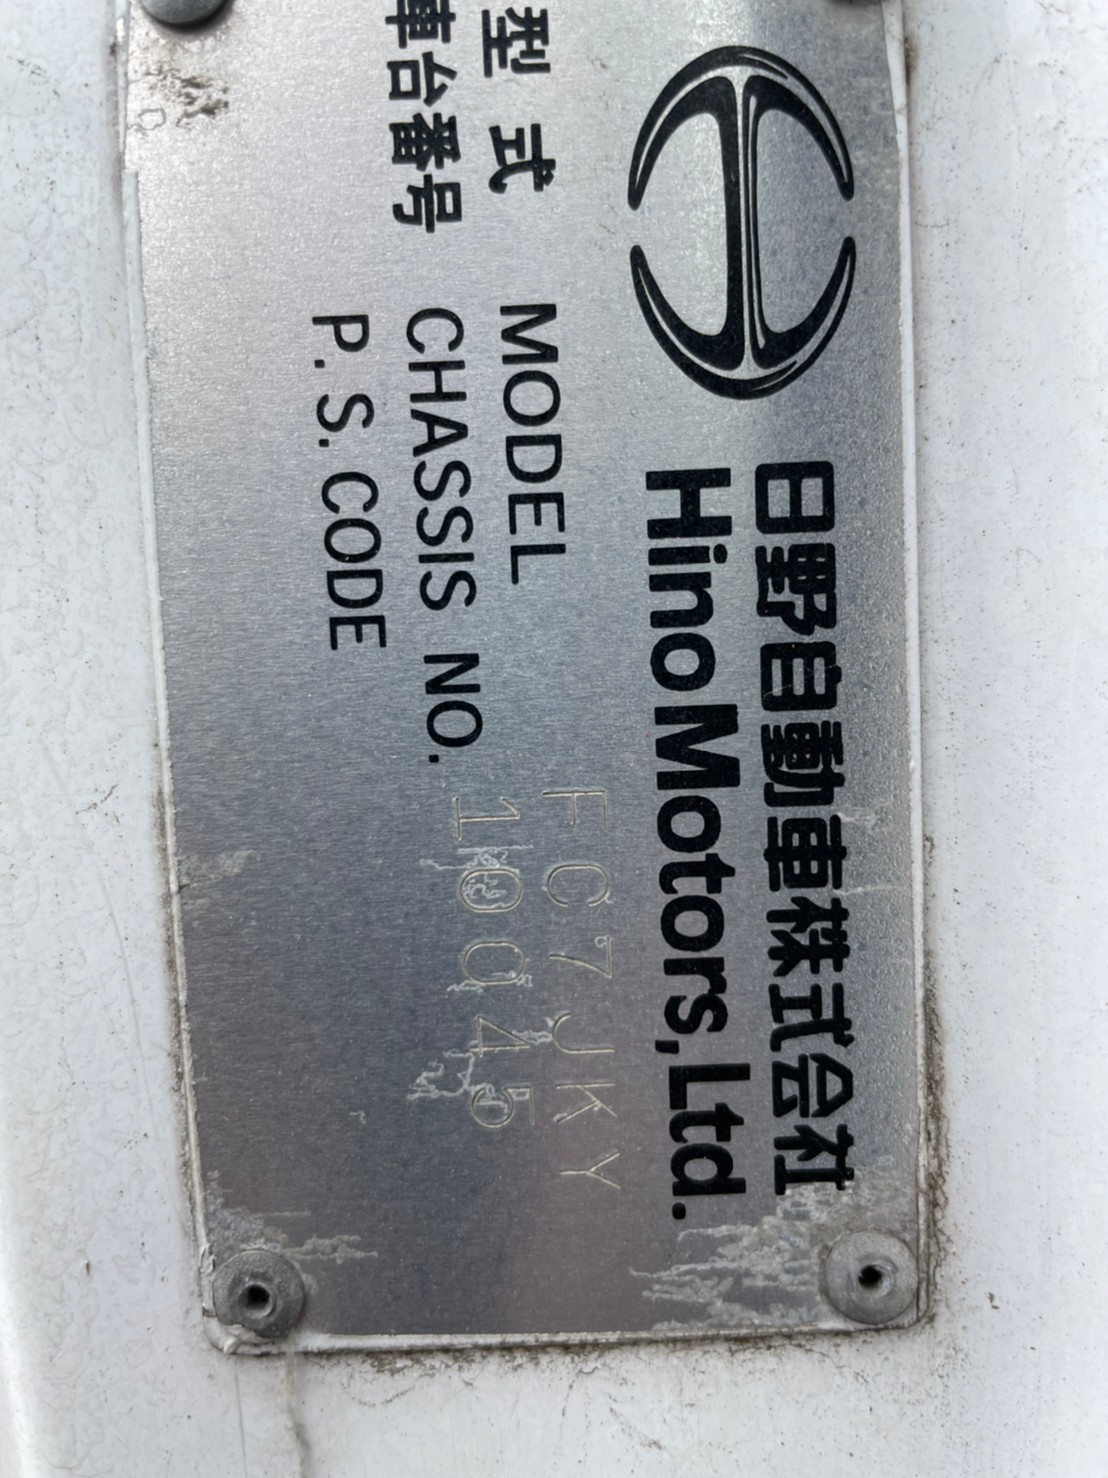 日野自動車株式会社
Hino Motors, Ltd.
型式 MODEL FC7JKY
車台番号 CHASSIS NO. 10045
P. S. CODE